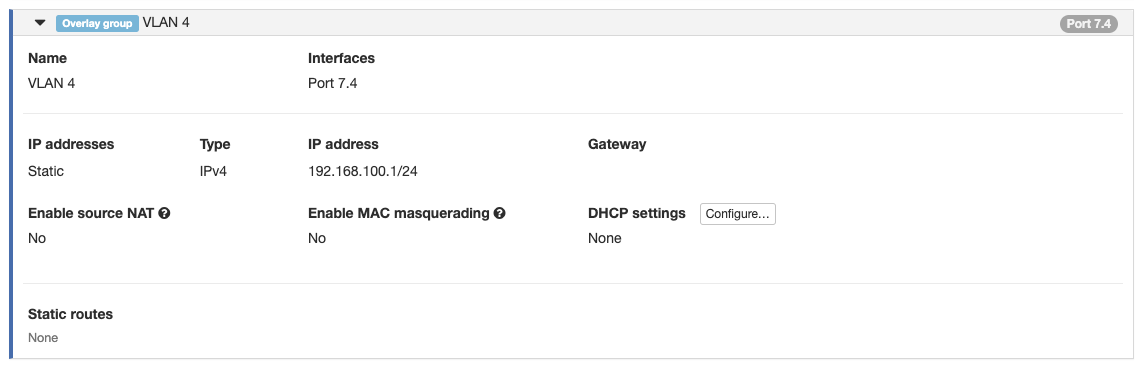 Overlay group VLAN 4 Port 7.4
Name Interfaces
VLAN 4 Port 7.4
IP addresses Type IP address Gateway
Static IPv4 192.168.100.1/24
Enable source NAT ? Enable MAC masquerading ? DHCP settings Configure...
No No None
Static routes
None